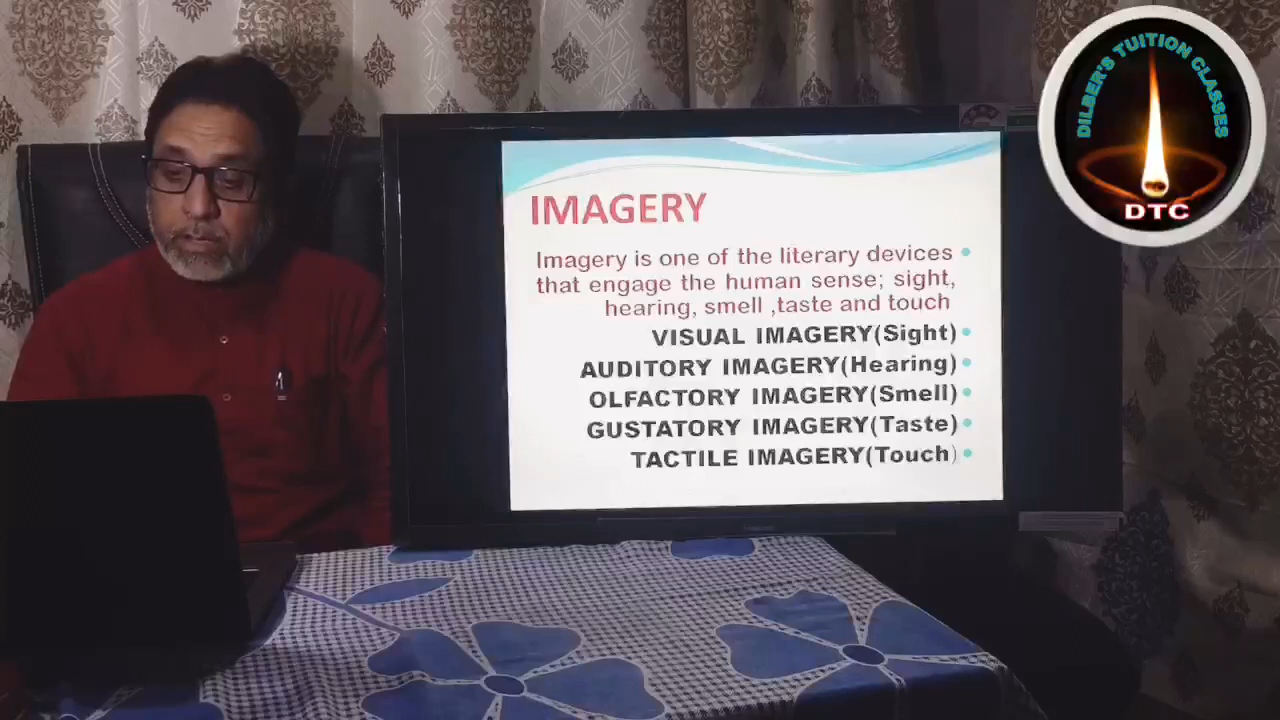 DILBER'S TUITION CLASSES
DTC
IMAGERY
Imagery is one of the literary devices
that engage the human sense; sight,
hearing, smell ,taste and touch
VISUAL IMAGERY(Sight)
AUDITORY IMAGERY(Hearing)
OLFACTORY IMAGERY(Smell)
GUSTATORY IMAGERY(Taste)
TACTILE IMAGERY(Touch)